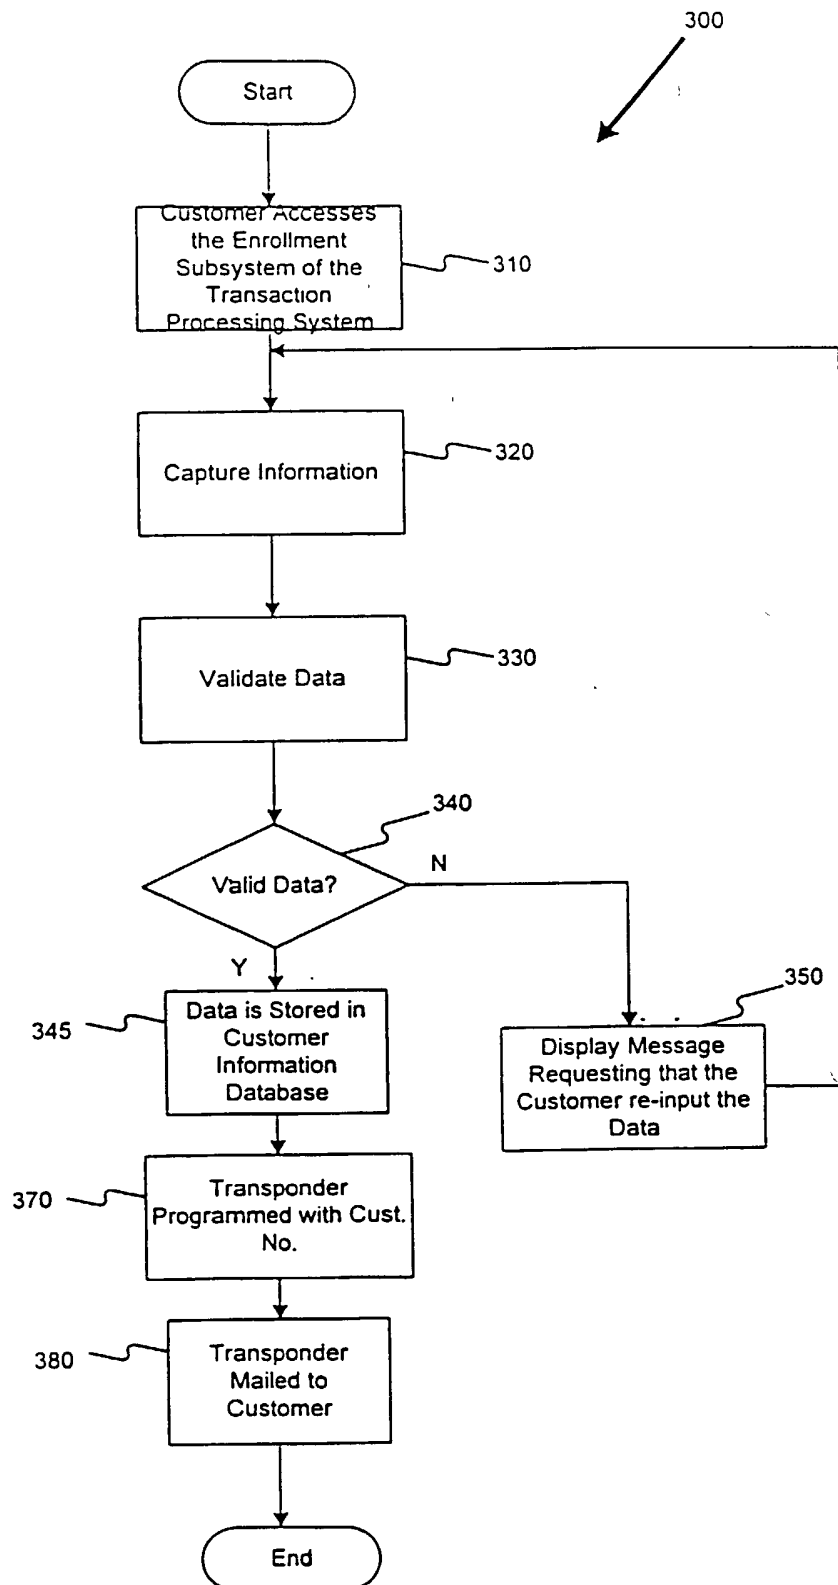 300
Start
Customer Accesses
the Enrollment
Subsystem of the
Transaction
Processing System
310
Capture Information
320
Validate Data
330
340
Valid Data?
N
Y
345
Data is Stored in
Customer
Information
Database
350
Display Message
Requesting that the
Customer re-input the
Data
370
Transponder
Programmed with Cust.
No.
380
Transponder
Mailed to
Customer
End